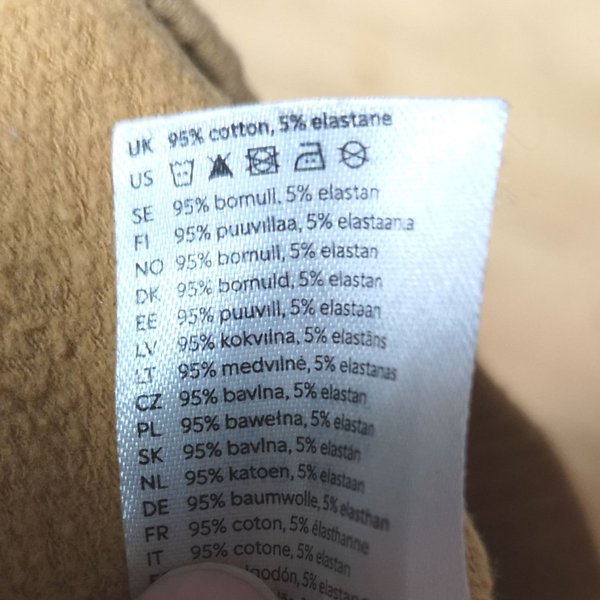 UK 95% cotton, 5% elastane
US
SE 95% bomull, 5% elastan
FI 95% puuvillaa, 5% elastaania
NO 95% bomull, 5% elastan
DK 95% bomuld, 5% elastan
EE 95% puuvill, 5% elastaan
LV 95% kokvilna, 5% elastāns
LT 95% medvilnė, 5% elastanas
CZ 95% bavlna, 5% elastan
PL 95% bawełna, 5% elastan
SK 95% bavlna, 5% elastán
NL 95% katoen, 5% elastaan
DE 95% baumwolle, 5% elasthan
FR 95% coton, 5% élasthanne
IT 95% cotone, 5% elastan
5%